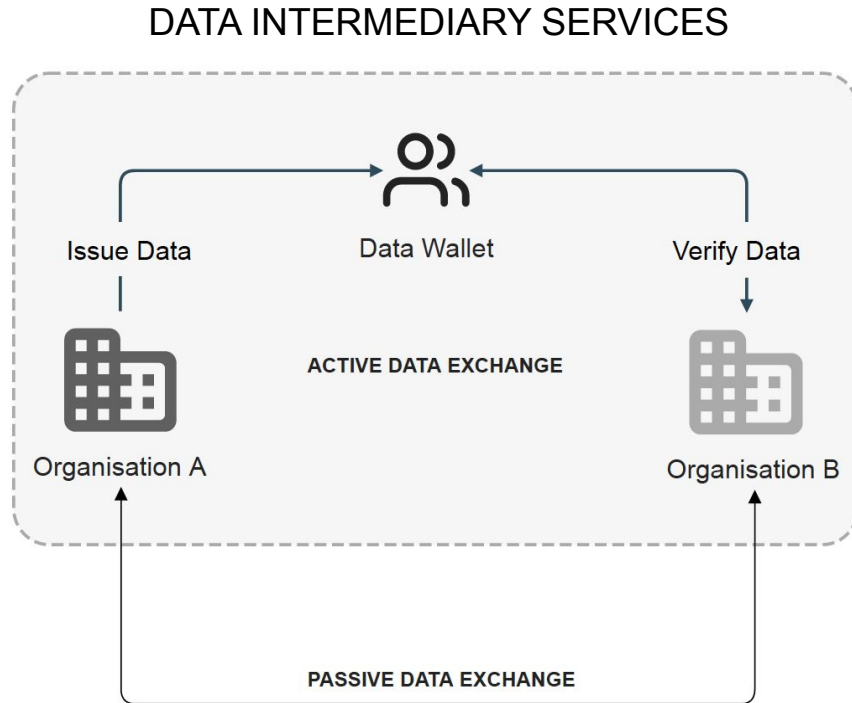 DATA INTERMEDIARY SERVICES
Issue Data
Data Wallet
Verify Data
ACTIVE DATA EXCHANGE
Organisation A
Organisation B
PASSIVE DATA EXCHANGE